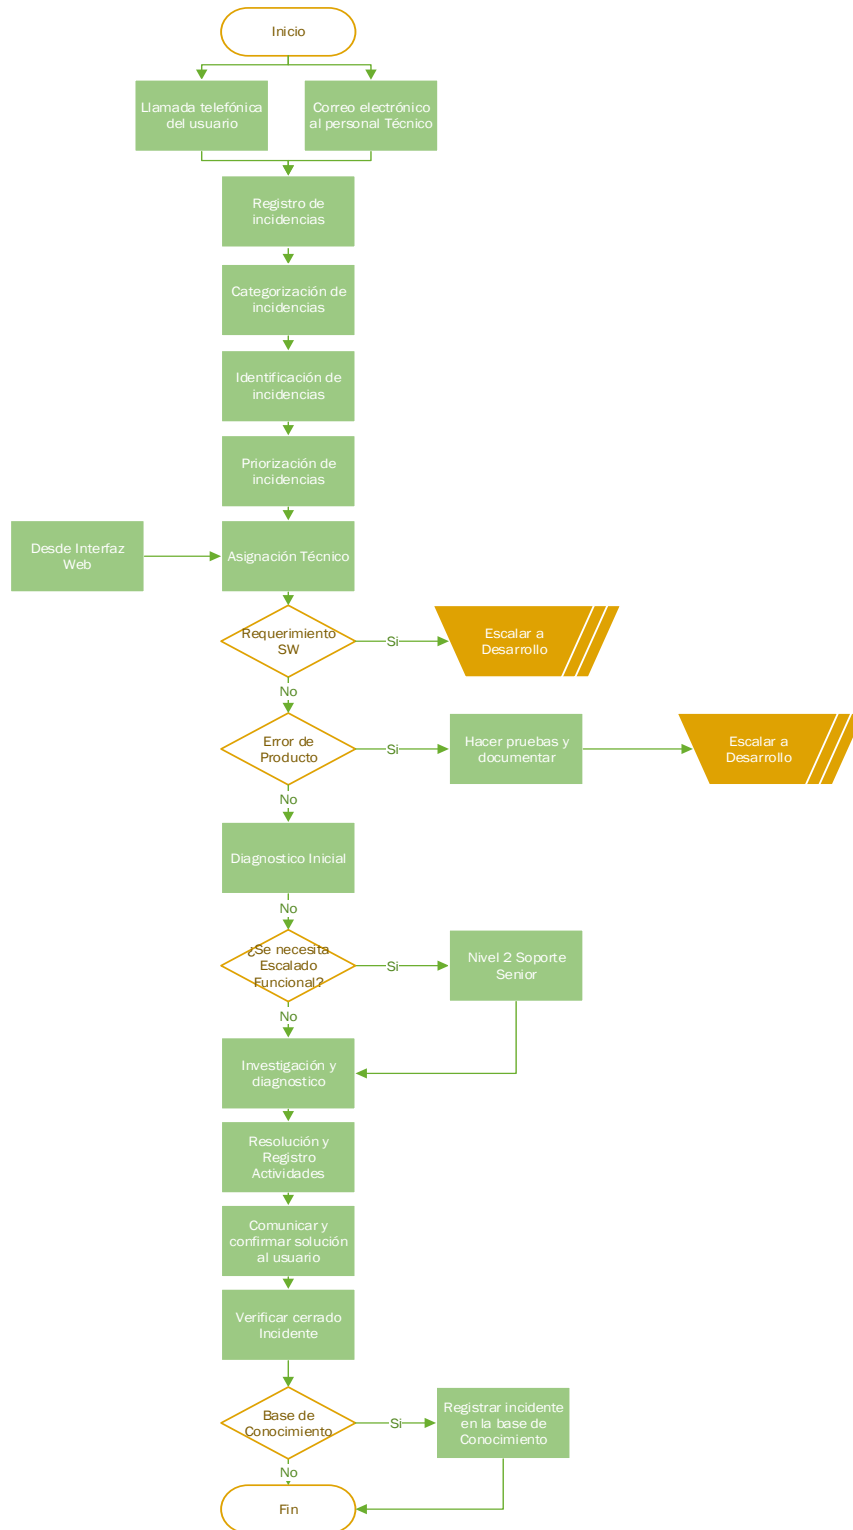 Inicio
Llamada telefónica
del usuario
Correo electrónico
al personal Técnico
Registro de
incidencias
Categorización de
incidencias
Identificación de
incidencias
Priorización de
incidencias
Desde Interfaz
Web
Asignación Técnico
Requerimiento
SW
Si
Escalar a
Desarrollo
No
Error de
Producto
Si
Hacer pruebas y
documentar
Escalar a
Desarrollo
No
Diagnostico Inicial
No
¿Se necesita
Escalado
Funcional?
Si
Nivel 2 Soporte
Senior
No
Investigación y
diagnostico
Resolución y
Registro
Actividades
Comunicar y
confirmar solución
al usuario
Verificar cerrado
Incidente
Base de
Conocimiento
Si
Registrar incidente
en la base de
Conocimiento
No
Fin